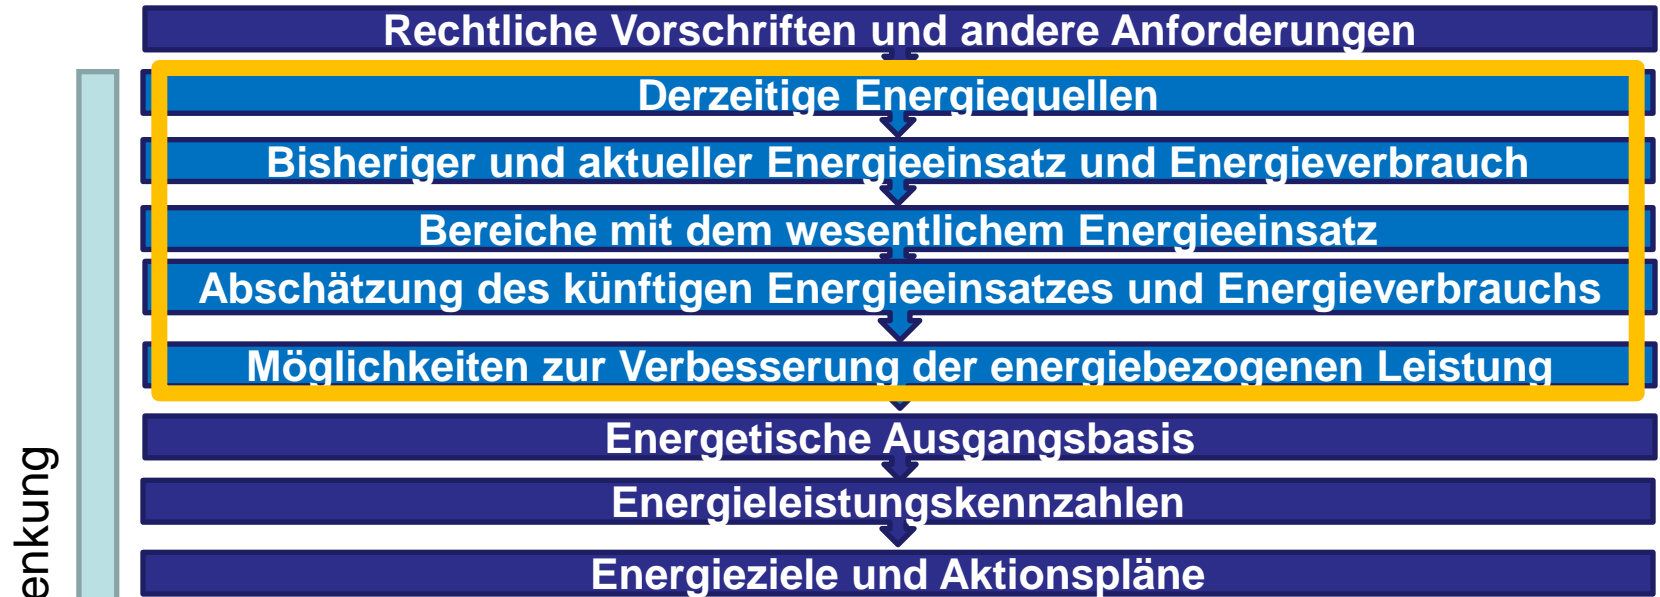 Rechtliche Vorschriften und andere Anforderungen
Derzeitige Energiequellen
Bisheriger und aktueller Energieeinsatz und Energieverbrauch
Bereiche mit dem wesentlichem Energieeinsatz
Abschätzung des künftigen Energieeinsatzes und Energieverbrauchs
Möglichkeiten zur Verbesserung der energiebezogenen Leistung
Energetische Ausgangsbasis
Energieleistungskennzahlen
Energieziele und Aktionspläne